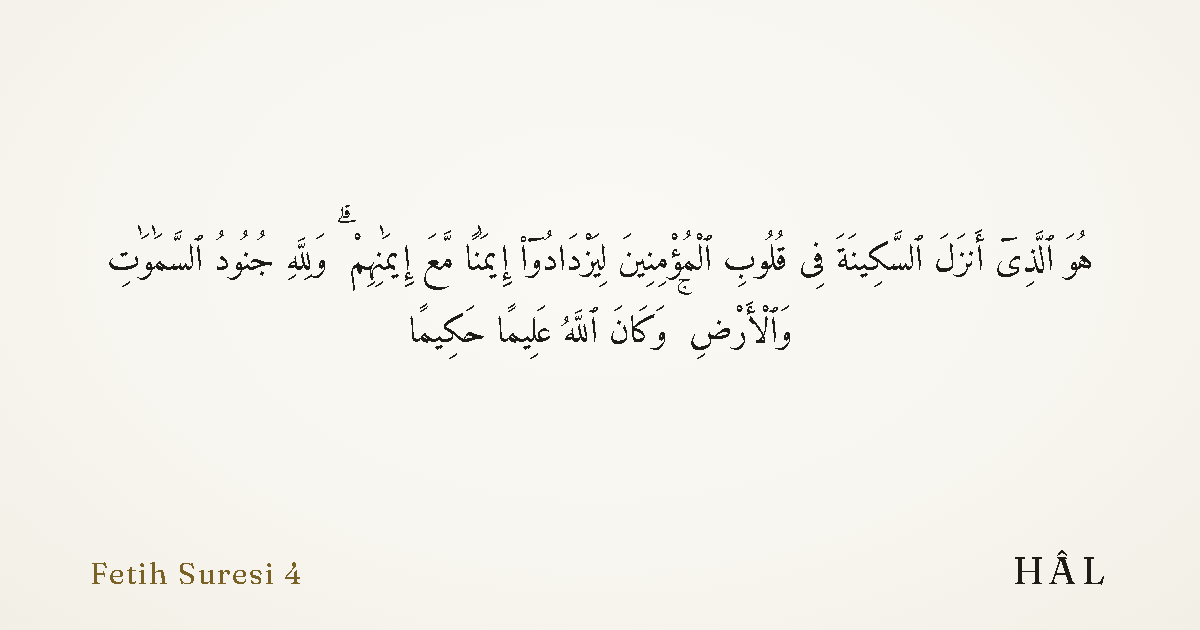 هُوَ ٱلَّذِىٓ أَنزَلَ ٱلسَّكِينَةَ فِى قُلُوبِ ٱلْمُؤْمِنِينَ لِيَزْدَادُوٓا۟ إِيمَـٰنًا مَّعَ إِيمَـٰنِهِمْ ۗ وَلِلَّهِ جُنُودُ ٱلسَّمَـٰوَٰتِ
وَٱلْأَرْضِ ۚ وَكَانَ ٱللَّهُ عَلِيمًا حَكِيمًا
Fetih Suresi 4
HÂL